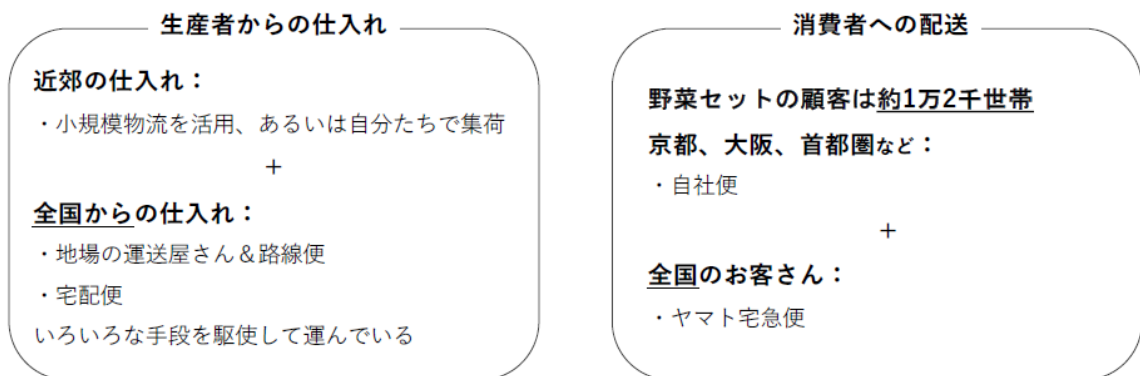 生産者からの仕入れ
近郊の仕入れ：
・小規模物流を活用、あるいは自分たちで集荷
＋
全国からの仕入れ：
・地場の運送屋さん＆路線便
・宅配便
いろいろな手段を駆使して運んでいる
消費者への配送
野菜セットの顧客は約1万2千世帯
京都、大阪、首都圏など：
・自社便
＋
全国のお客さん：
・ヤマト宅急便